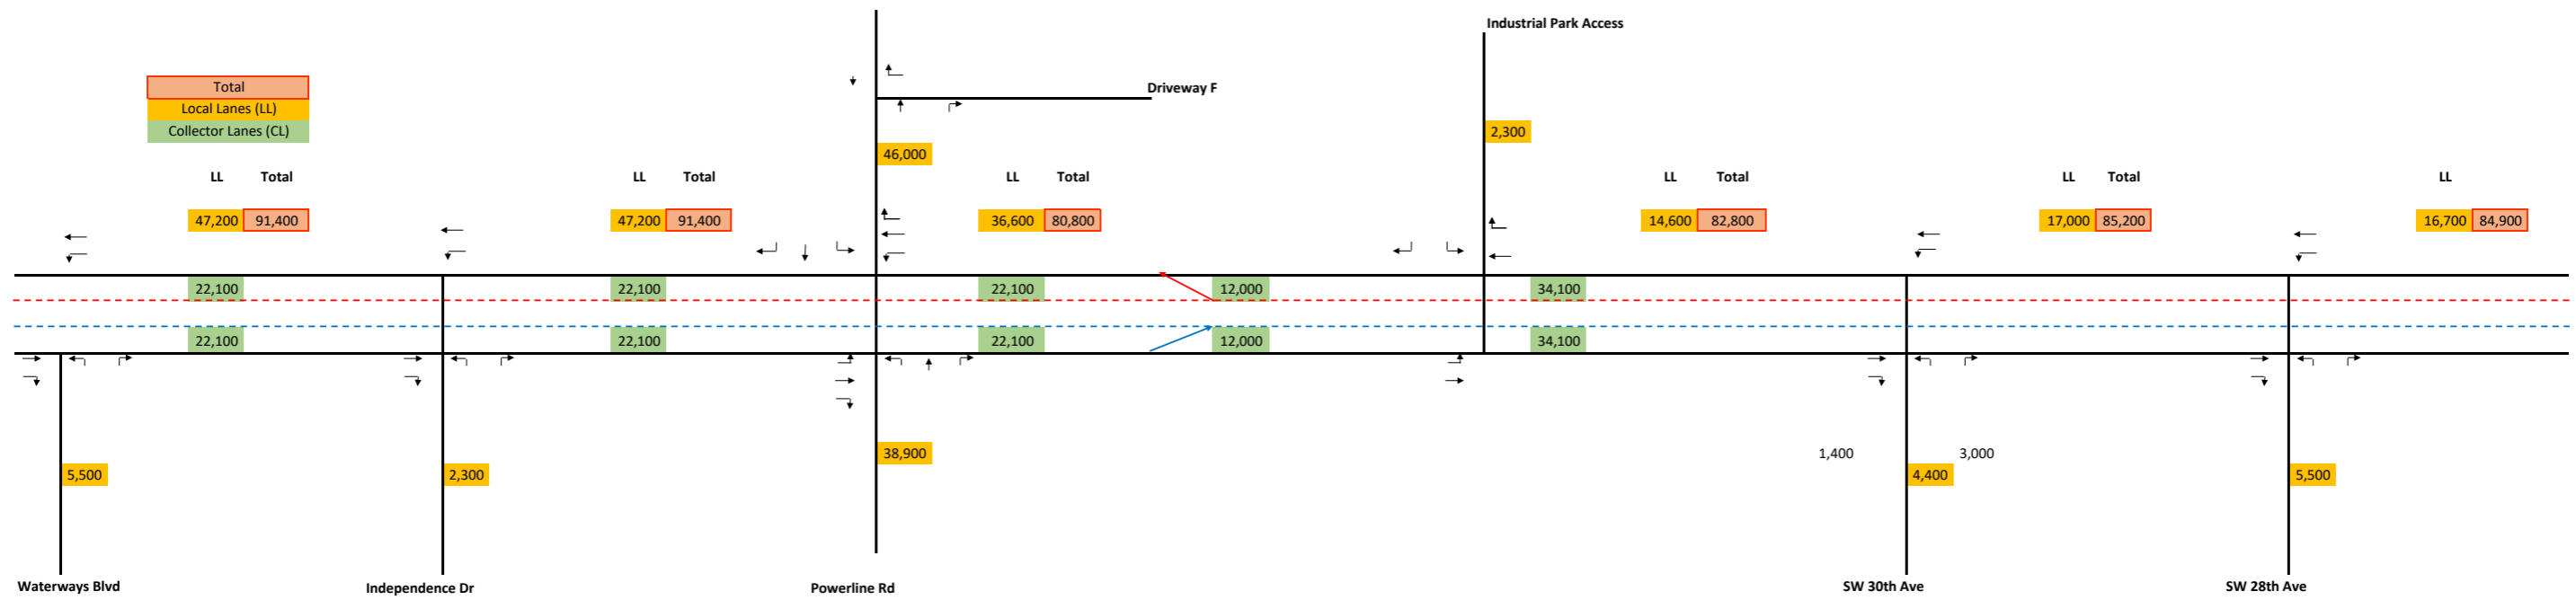 Industrial Park Access
Total
Local Lanes (LL)
Collector Lanes (CL)
Driveway F
2,300
46,000
LL Total
LL Total
LL Total
LL Total
LL Total
LL
47,200 91,400
47,200 91,400
36,600 80,800
14,600 82,800
17,000 85,200
16,700 84,900
22,100
22,100
22,100
12,000
34,100
22,100
22,100
22,100
12,000
34,100
38,900
1,400
3,000
5,500
2,300
4,400
5,500
Waterways Blvd
Independence Dr
Powerline Rd
SW 30th Ave
SW 28th Ave